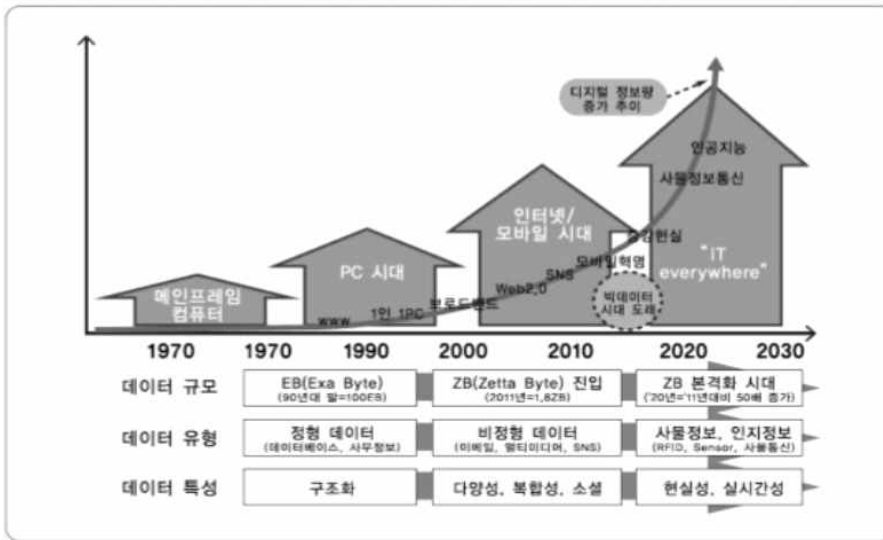 디지털 정보량
증가 추이
인공지능
사물정보통신
증강현실
모바일혁명
SNS
Web2.0
브로드밴드
1인 1PC
www
메인프레임
컴퓨터
PC 시대
인터넷/
모바일 시대
"IT
everywhere"
빅데이터
시대 도래
1970 1970 1990 2000 2010 2020 2030
데이터 규모 EB(Exa Byte) ZB(Zetta Byte) 진입 ZB 본격화 시대
(90년대 말=100EB) (2011년=1.8ZB) ('20년='11년대비 50배 증가)
데이터 유형 정형 데이터 비정형 데이터 사물정보, 인지정보
(데이터베이스, 사무정보) (이메일, 멀티미디어, SNS) (RFID, Sensor, 사물통신)
데이터 특성 구조화 다양성, 복합성, 소셜 현실성, 실시간성